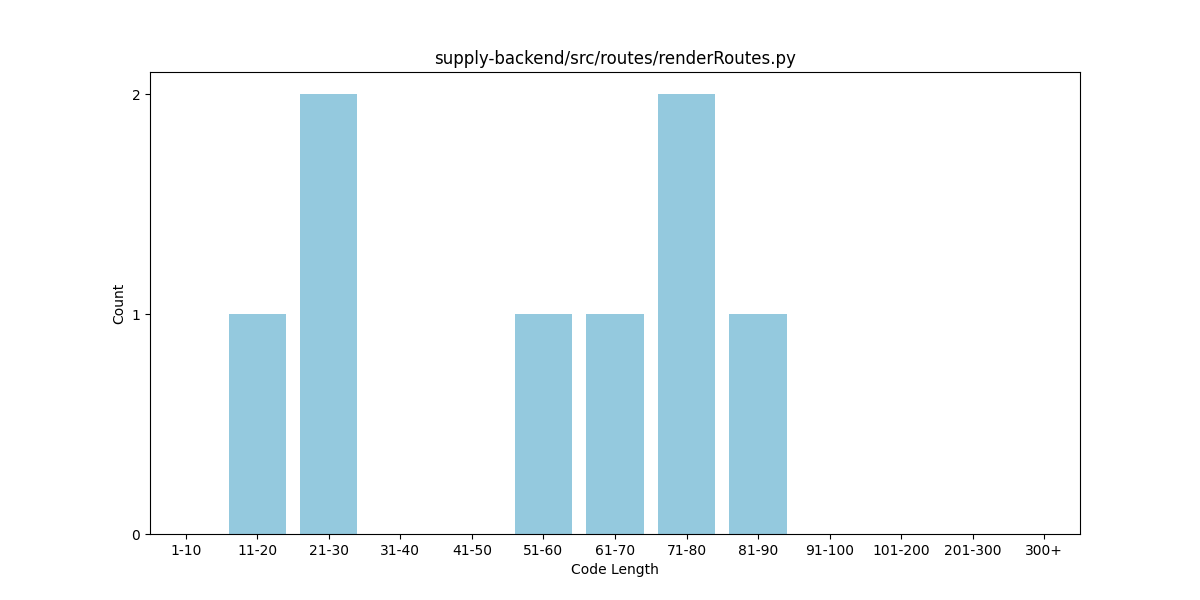 supply-backend/src/routes/renderRoutes.py
2
1
0
Count
1-10 11-20 21-30 31-40 41-50 51-60 61-70 71-80 81-90 91-100 101-200 201-300 300+
Code Length